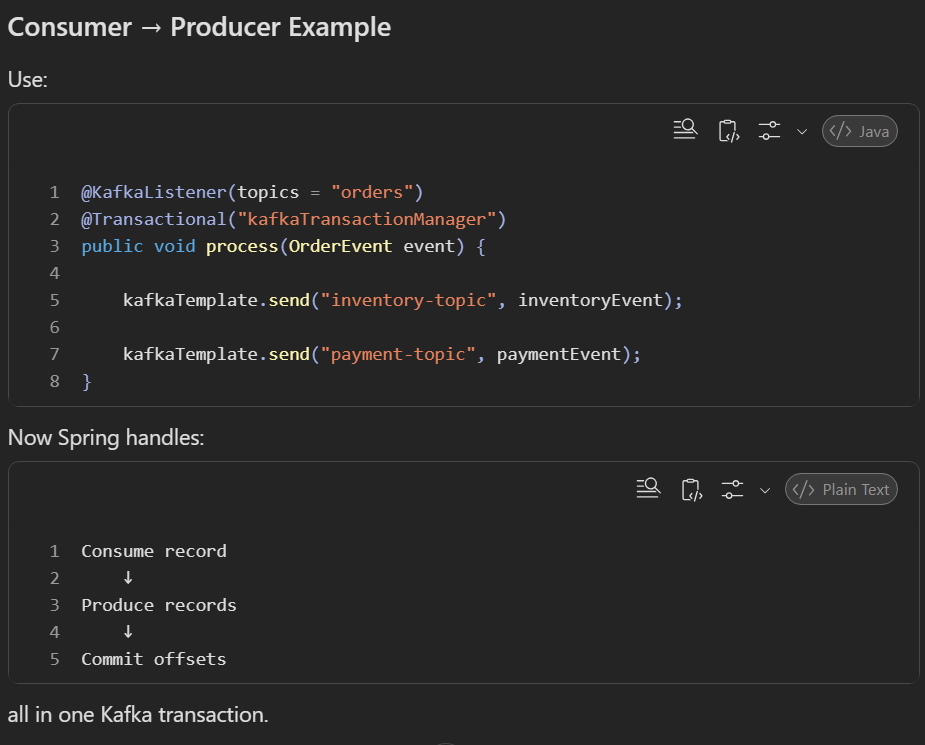 Consumer → Producer Example
Use:
</> Java
1 @KafkaListener(topics = "orders")
2 @Transactional("kafkaTransactionManager")
3 public void process(OrderEvent event) {
4
5     kafkaTemplate.send("inventory-topic", inventoryEvent);
6
7     kafkaTemplate.send("payment-topic", paymentEvent);
8 }
Now Spring handles:
</> Plain Text
1 Consume record
2     ↓
3 Produce records
4     ↓
5 Commit offsets
all in one Kafka transaction.